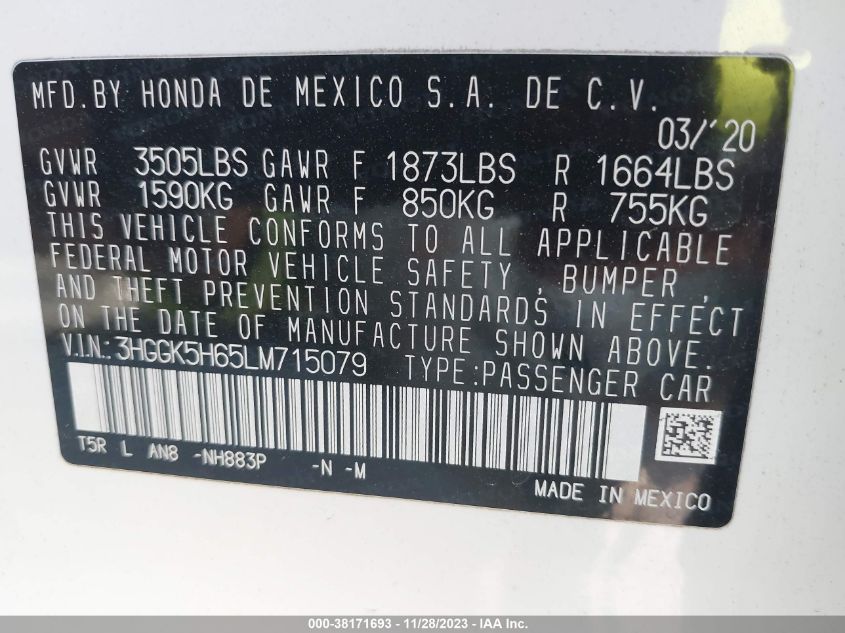 MFD. BY HONDA DE MEXICO S.A. DE C.V.
03/'20
GVWR 3505LBS GAWR F 1873LBS R 1664LBS
GVWR 1590KG GAWR F 850KG R 755KG
THIS VEHICLE CONFORMS TO ALL APPLICABLE
FEDERAL MOTOR VEHICLE SAFETY , BUMPER ,
AND THEFT PREVENTION STANDARDS IN EFFECT
ON THE DATE OF MANUFACTURE SHOWN ABOVE.
V.I.N.: 3HGGK5H65LM715079 TYPE:PASSENGER CAR
T5R L AN8 -NH883P -N -M
MADE IN MEXICO
000-38171693 - 11/28/2023 - IAA Inc.